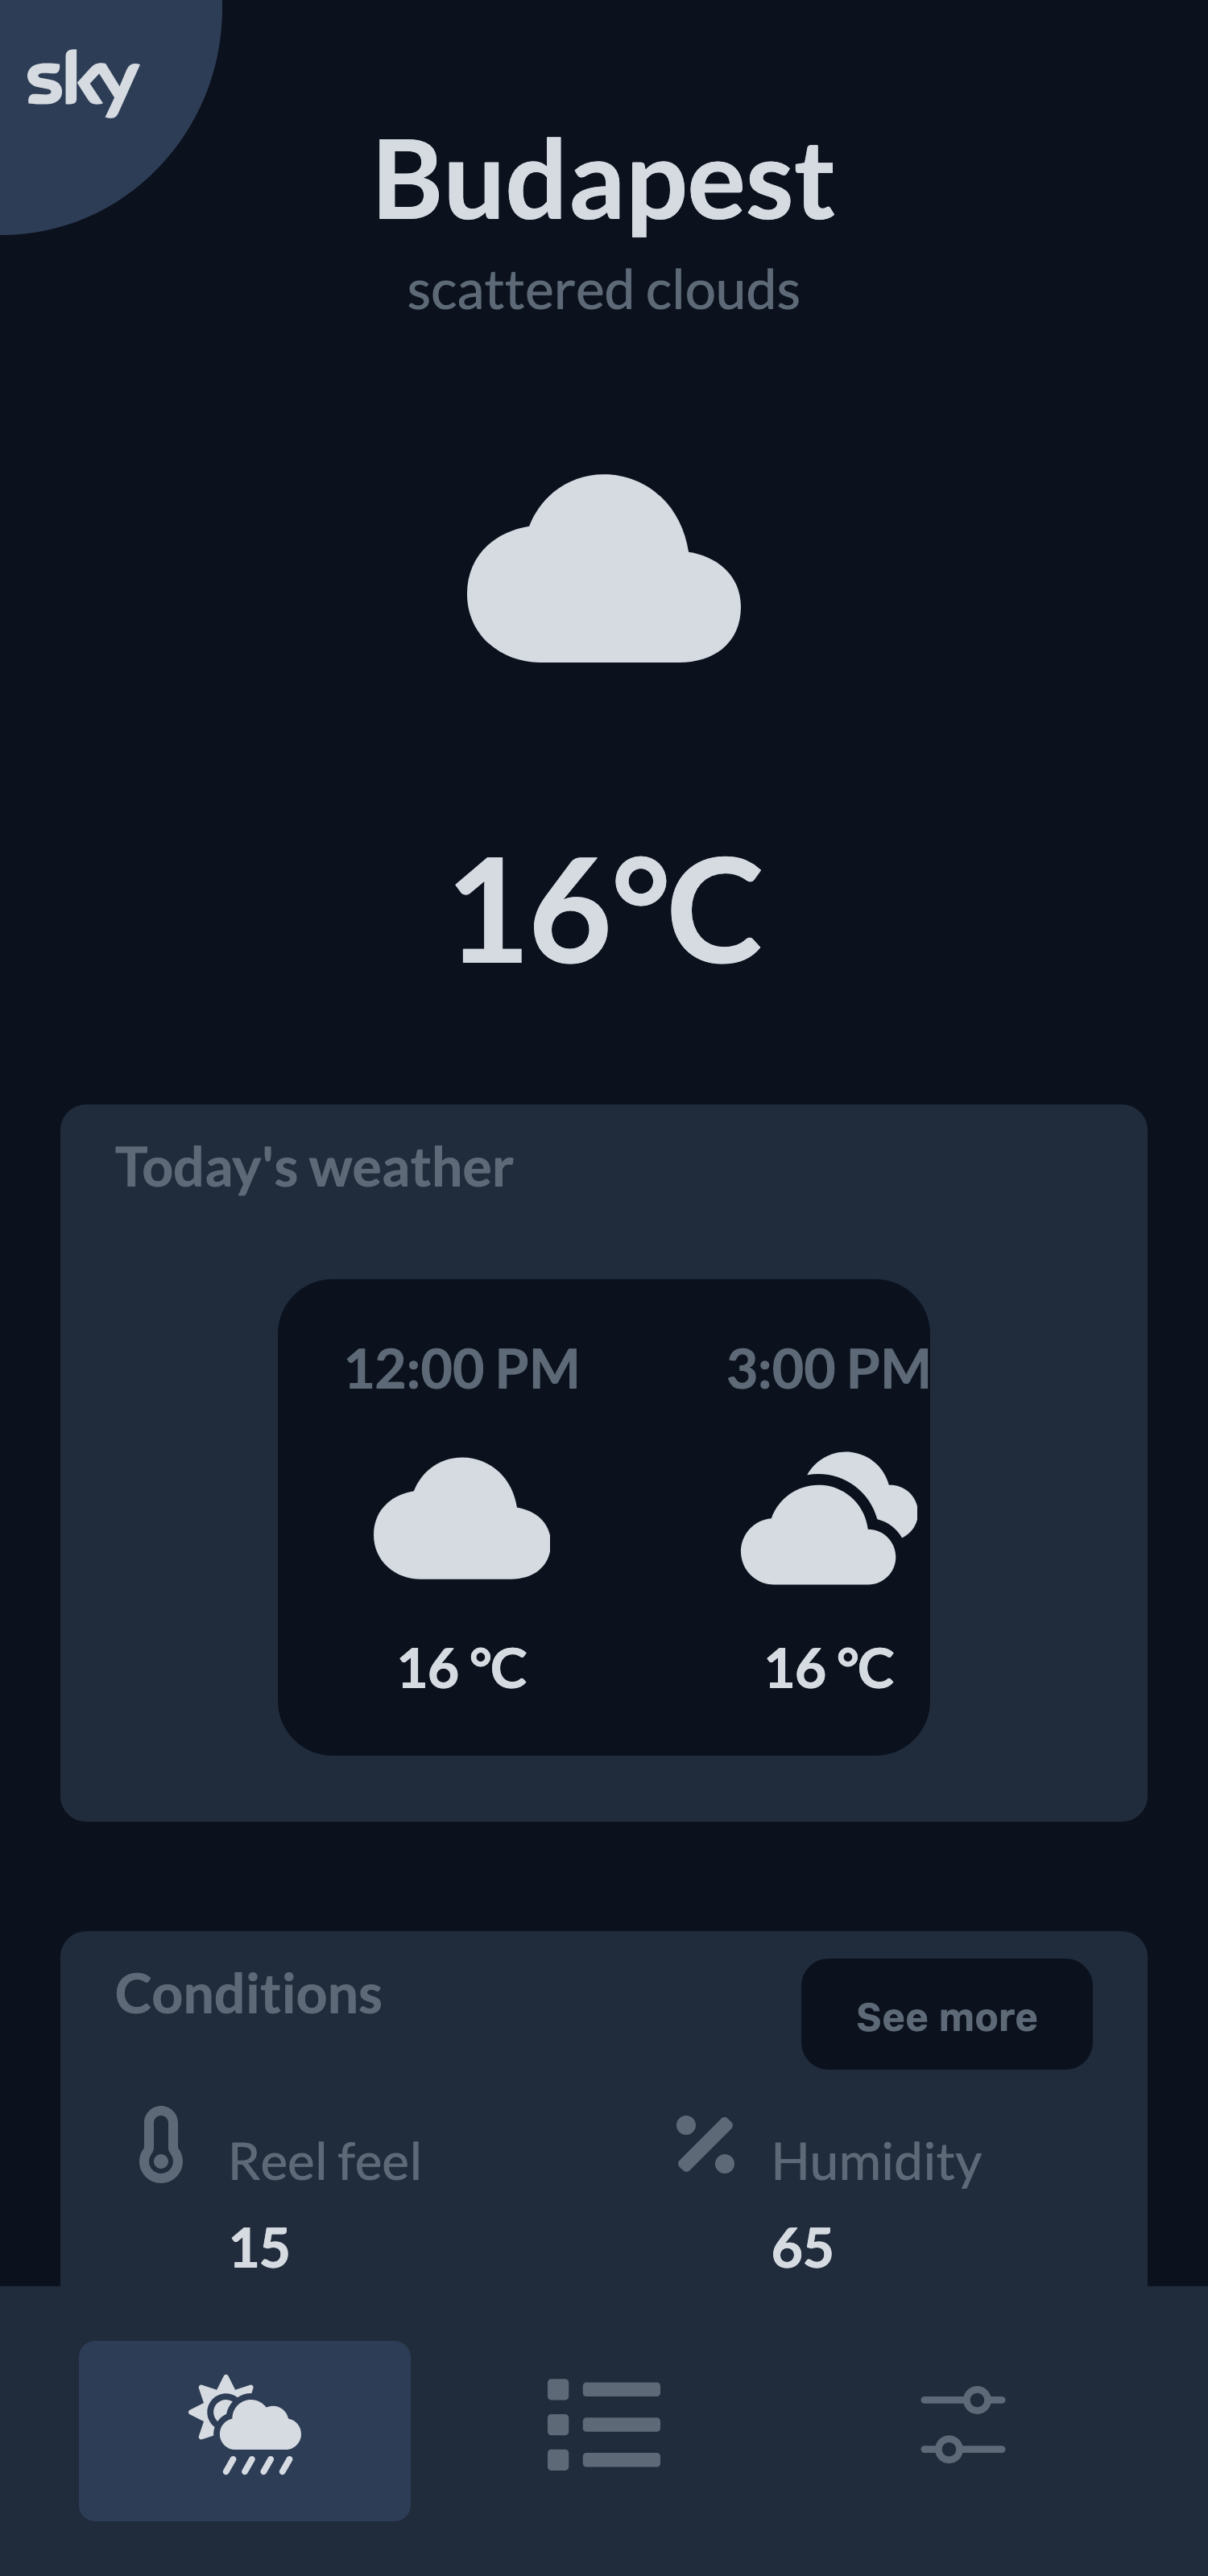 sky
Budapest
scattered clouds
16°C
Today's weather
12:00 PM 3:00 PM
16 °C 16 °C
Conditions
See more
Reel feel Humidity
15 65